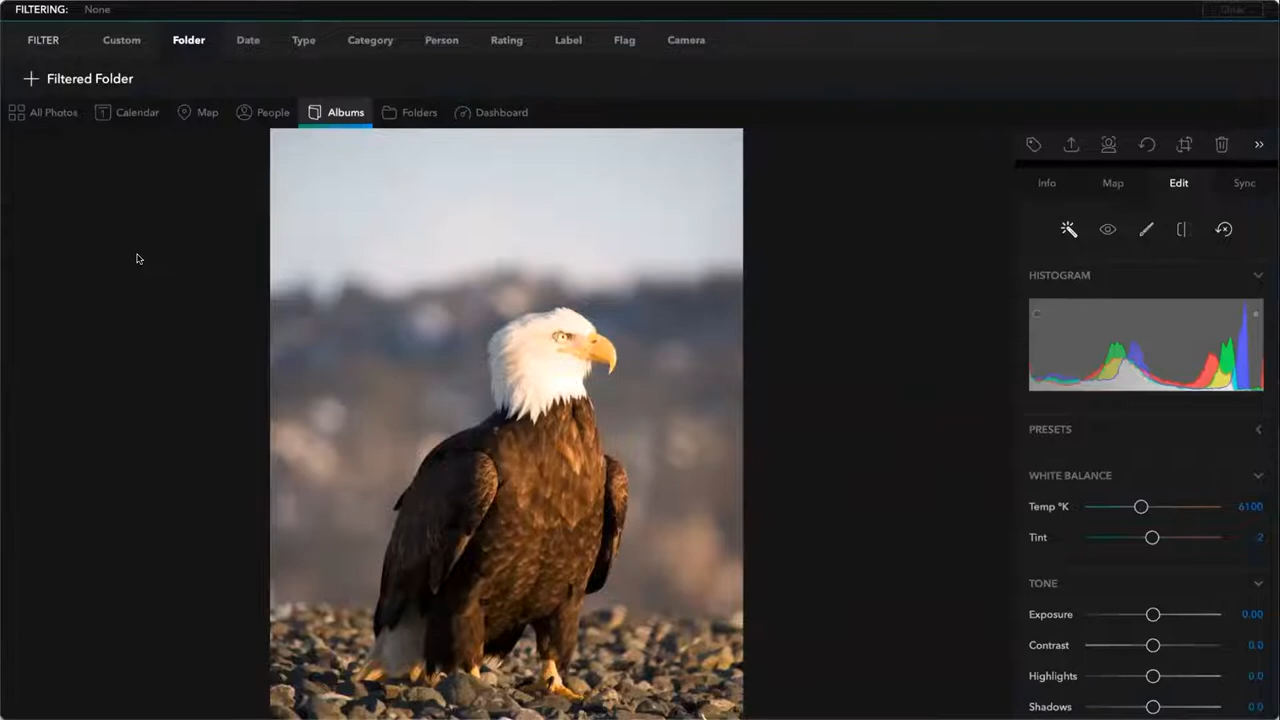 FILTERING: None
FILTER Custom Folder Date Type Category Person Rating Label Flag Camera
Filtered Folder
All Photos Calendar Map People Albums Folders Dashboard
Info Map Edit Sync
HISTOGRAM
PRESETS
WHITE BALANCE
Temp °K 6100
Tint 2
TONE
Exposure 0.00
Contrast 0.0
Highlights 0.0
Shadows 0.0